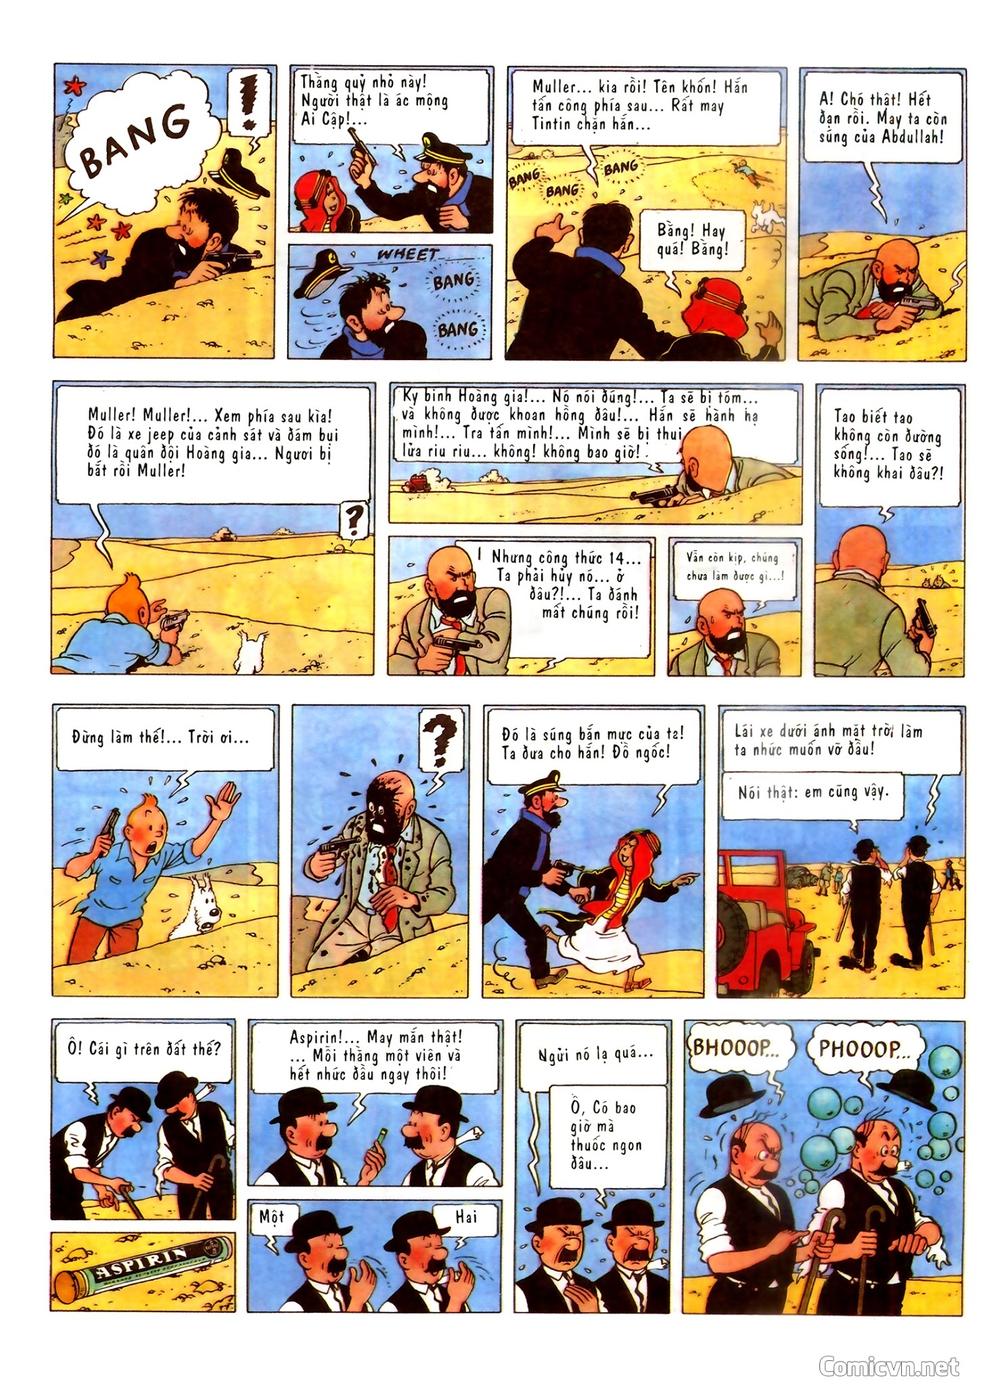 BANG
!
Thằng quỷ nhỏ này!
Người thật là ác mộng
Ai Cập!...
WHEET
BANG
BANG
Muller... kia rồi! Tên khốn! Hắn
tấn công phía sau... Rất may
Tintin chặn hắn...
BANG
BANG
BANG
Bằng! Hay
quá! Bằng!
A! Chó thật! Hết
đạn rồi. May ta còn
súng của Abdullah!
Muller! Muller!... Xem phía sau kìa!
Đó là xe jeep của cảnh sát và đám bụi
đó là quân đội Hoàng gia... Ngươi bị
bắt rồi Muller!
?
Kỵ binh Hoàng gia!... Nó nói đúng!... Ta sẽ bị tóm...
và không được khoan hồng đâu!... Hắn sẽ hành hạ
mình!... Tra tấn mình!... Mình sẽ bị thui
lửa riu riu... không! không bao giờ!
! Nhưng công thức 14...
Ta phải hủy nó... ở
đâu?!... Ta đánh
mất chúng rồi!
Vẫn còn kịp, chúng
chưa làm được gì...!
Tao biết tao
không còn đường
sống!... Tao sẽ
không khai đâu?!
Đừng làm thế!... Trời ơi...
?
Đó là súng bắn mực của ta!
Ta đưa cho hắn! Đồ ngốc!
Lái xe dưới ánh mặt trời làm
ta nhức muốn vỡ đầu!
Nói thật: em cũng vậy.
Ô! Cái gì trên đất thế?
ASPIRIN
Aspirin!... May mắn thật!
... Mỗi thằng một viên và
hết nhức đầu ngay thôi!
Một
Hai
Ngửi nó lạ quá...
Ồ, Có bao
giờ mà
thuốc ngon
đâu...
BHOOOP...
PHOOOP...
Comicvn.net